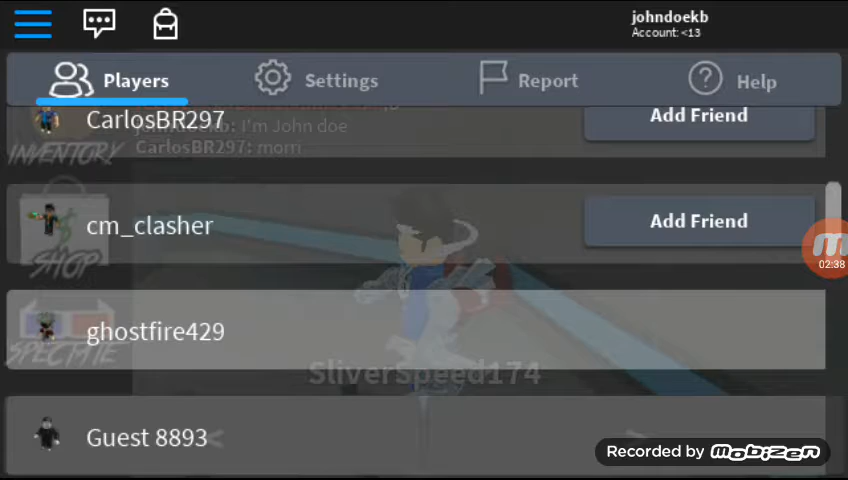 johndoekb
Account: <13
Players
Settings
Report
Help
CarlosBR297
Add Friend
johndoekb: I'm John doe
CarlosBR297: morn
INVENTORY
cm_clasher
Add Friend
SHOP
02:38
ghostfire429
SPECTATE
SliverSpeed174
Guest 8893
<
>
Recorded by mobizen